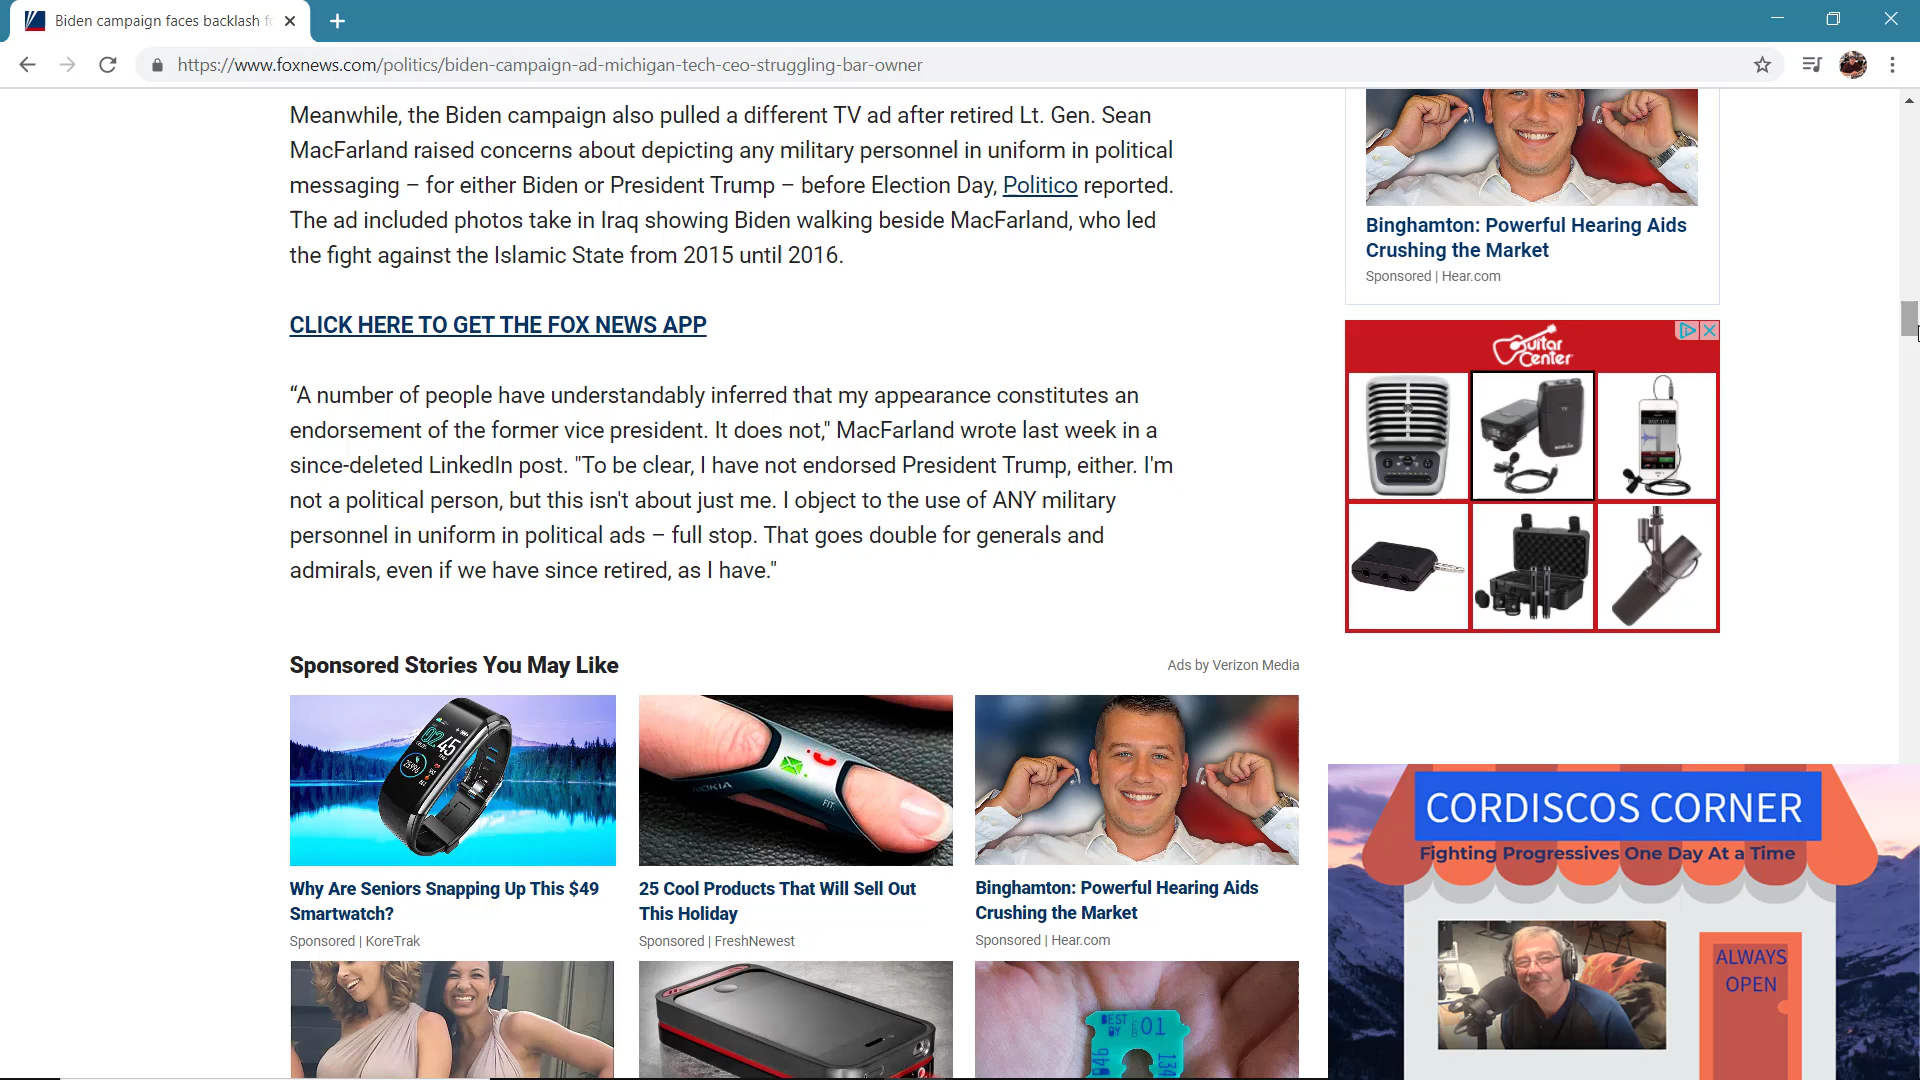 Biden campaign faces backlash fo
https://www.foxnews.com/politics/biden-campaign-ad-michigan-tech-ceo-struggling-bar-owner
Meanwhile, the Biden campaign also pulled a different TV ad after retired Lt. Gen. Sean
MacFarland raised concerns about depicting any military personnel in uniform in political
messaging – for either Biden or President Trump – before Election Day, Politico reported.
The ad included photos take in Iraq showing Biden walking beside MacFarland, who led
the fight against the Islamic State from 2015 until 2016.
CLICK HERE TO GET THE FOX NEWS APP
“A number of people have understandably inferred that my appearance constitutes an
endorsement of the former vice president. It does not," MacFarland wrote last week in a
since-deleted LinkedIn post. "To be clear, I have not endorsed President Trump, either. I'm
not a political person, but this isn't about just me. I object to the use of ANY military
personnel in uniform in political ads – full stop. That goes double for generals and
admirals, even if we have since retired, as I have."
Binghamton: Powerful Hearing Aids
Crushing the Market
Sponsored | Hear.com
Guitar
Center
Sponsored Stories You May Like
Ads by Verizon Media
02
45
NOKIA
FIT
BEST
BY
01
Why Are Seniors Snapping Up This $49
Smartwatch?
Sponsored | KoreTrak
25 Cool Products That Will Sell Out
This Holiday
Sponsored | FreshNewest
Binghamton: Powerful Hearing Aids
Crushing the Market
Sponsored | Hear.com
CORDISCOS CORNER
Fighting Progressives One Day At a Time
ALWAYS
OPEN